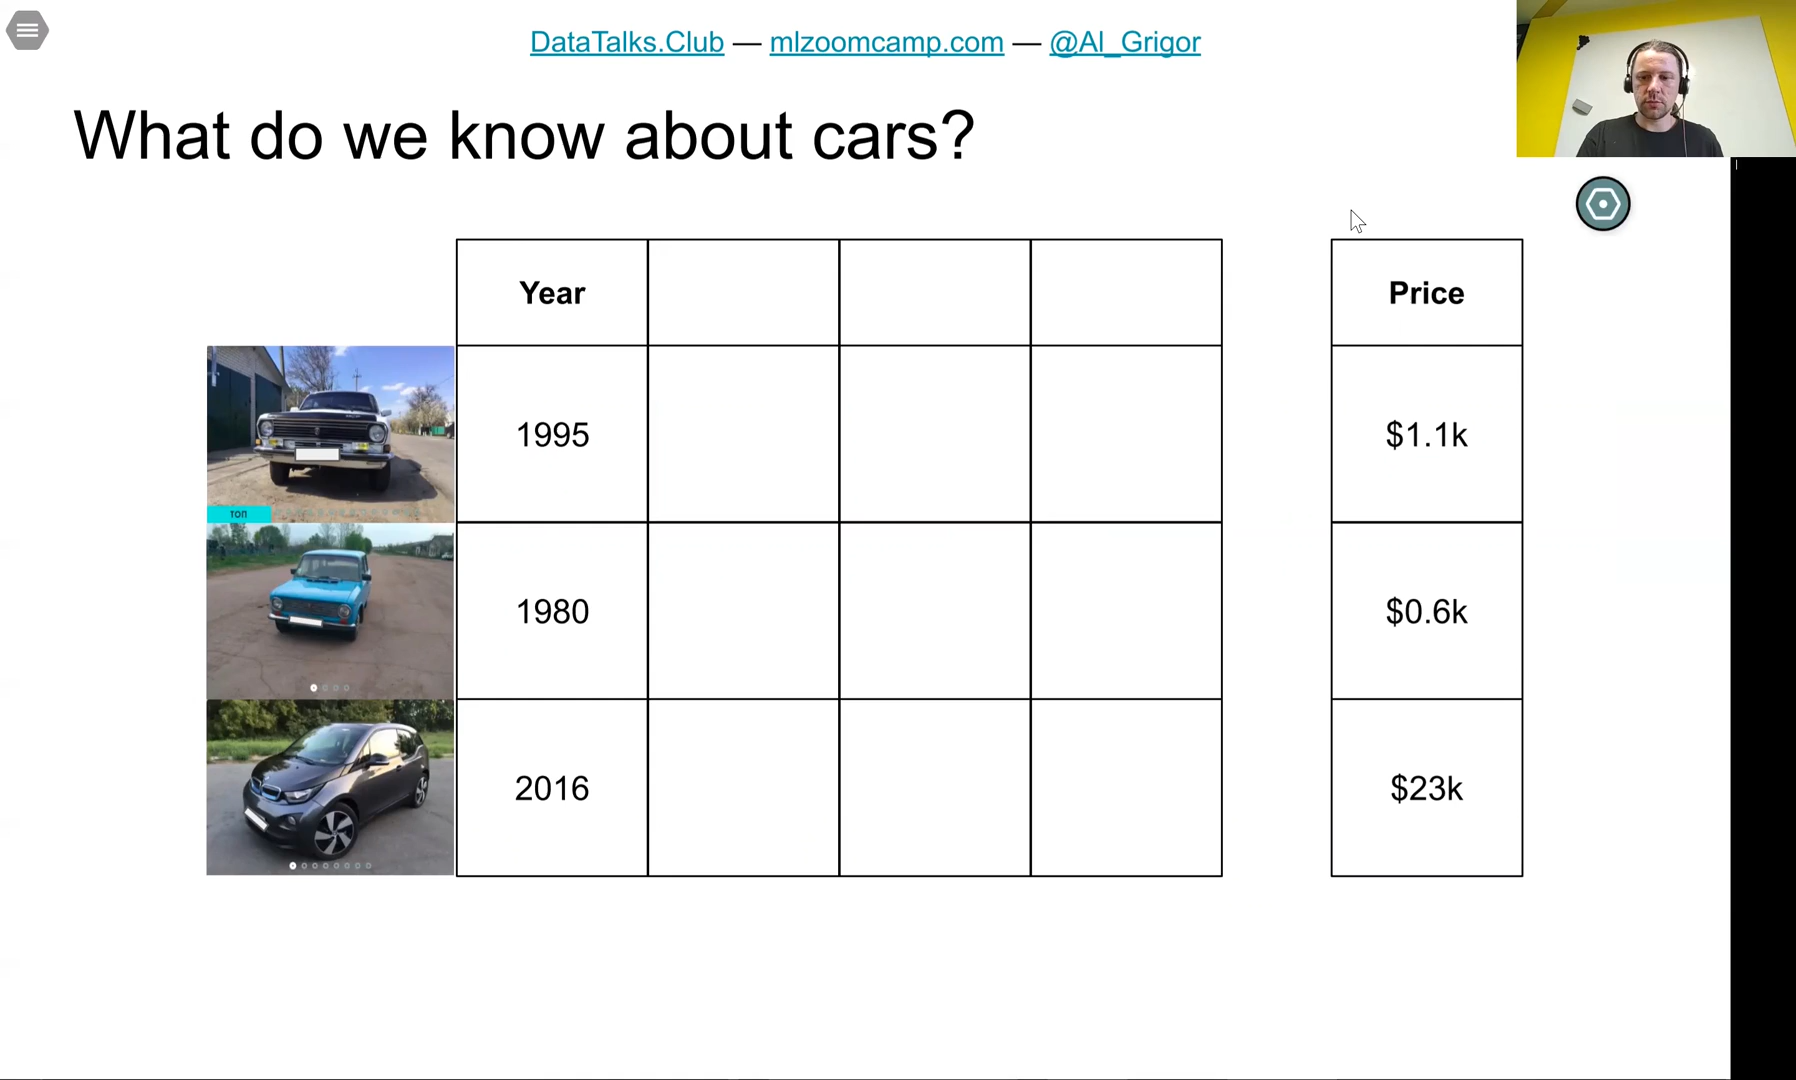 DataTalks.Club — mlzoomcamp.com — @Al_Grigor
What do we know about cars?
Year
Price
1995
$1.1k
ТОП
1980
$0.6k
2016
$23k